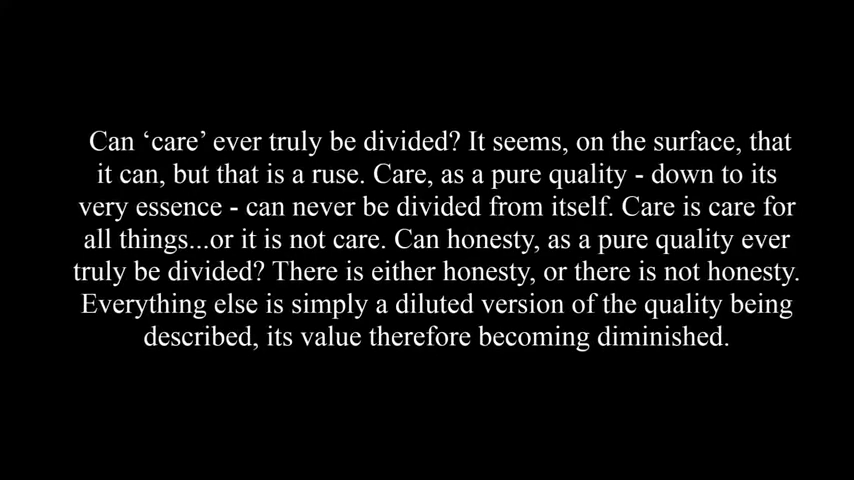 Can ‘care’ ever truly be divided? It seems, on the surface, that
it can, but that is a ruse. Care, as a pure quality - down to its
very essence - can never be divided from itself. Care is care for
all things...or it is not care. Can honesty, as a pure quality ever
truly be divided? There is either honesty, or there is not honesty.
Everything else is simply a diluted version of the quality being
described, its value therefore becoming diminished.